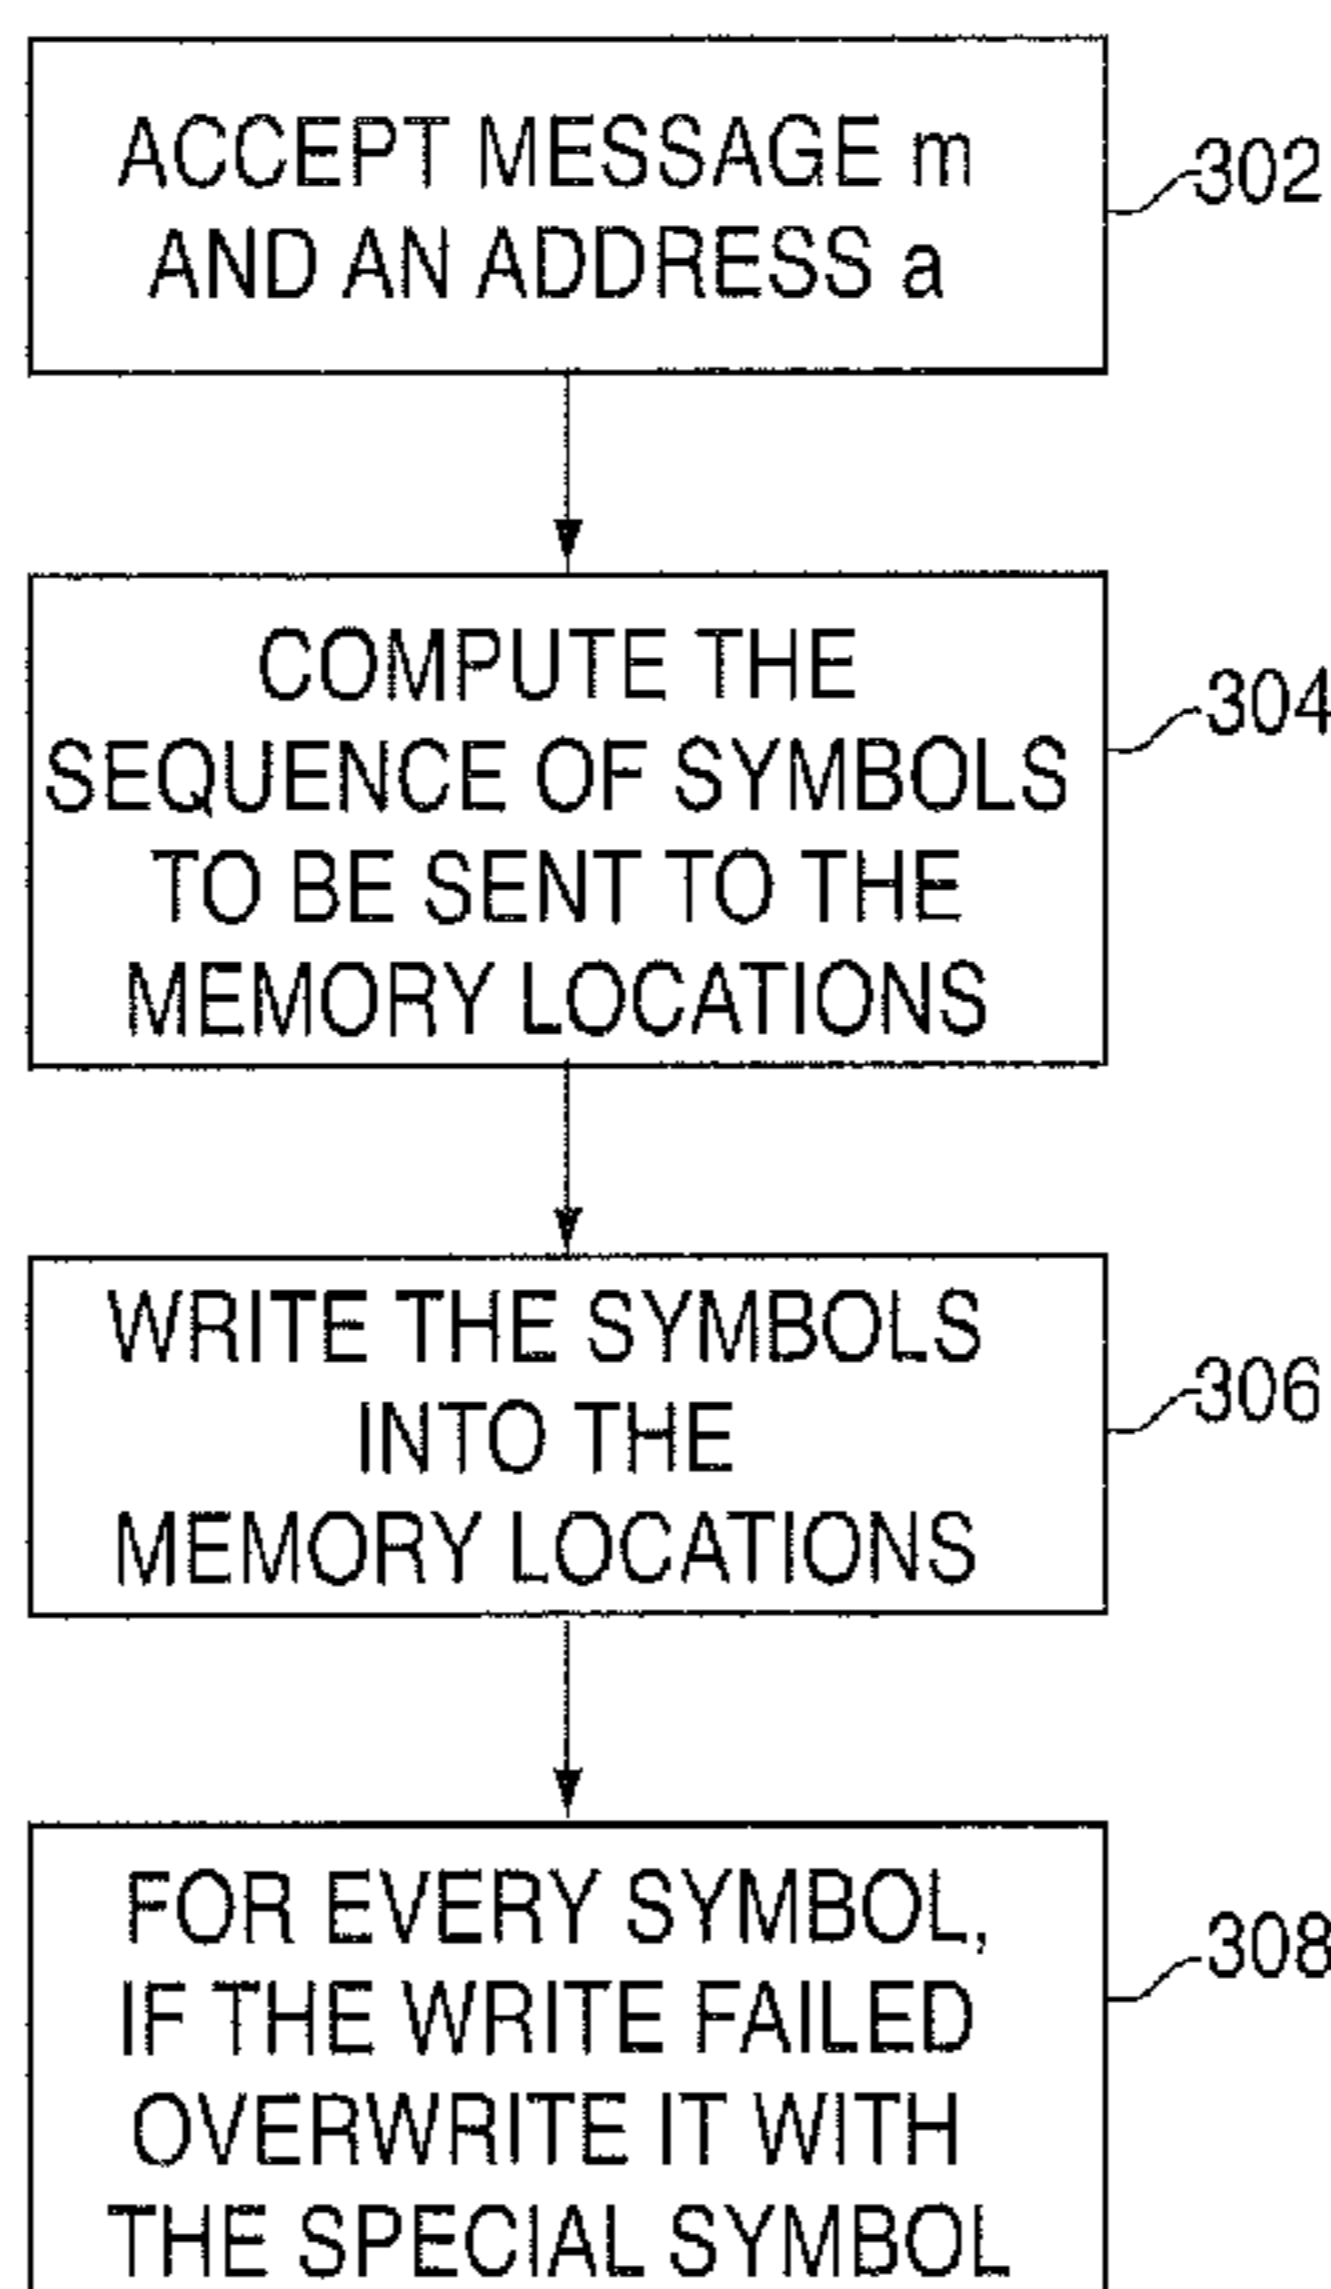 ACCEPT MESSAGE m
AND AN ADDRESS a
302
COMPUTE THE
SEQUENCE OF SYMBOLS
TO BE SENT TO THE
MEMORY LOCATIONS
304
WRITE THE SYMBOLS
INTO THE
MEMORY LOCATIONS
306
FOR EVERY SYMBOL,
IF THE WRITE FAILED
OVERWRITE IT WITH
THE SPECIAL SYMBOL
308